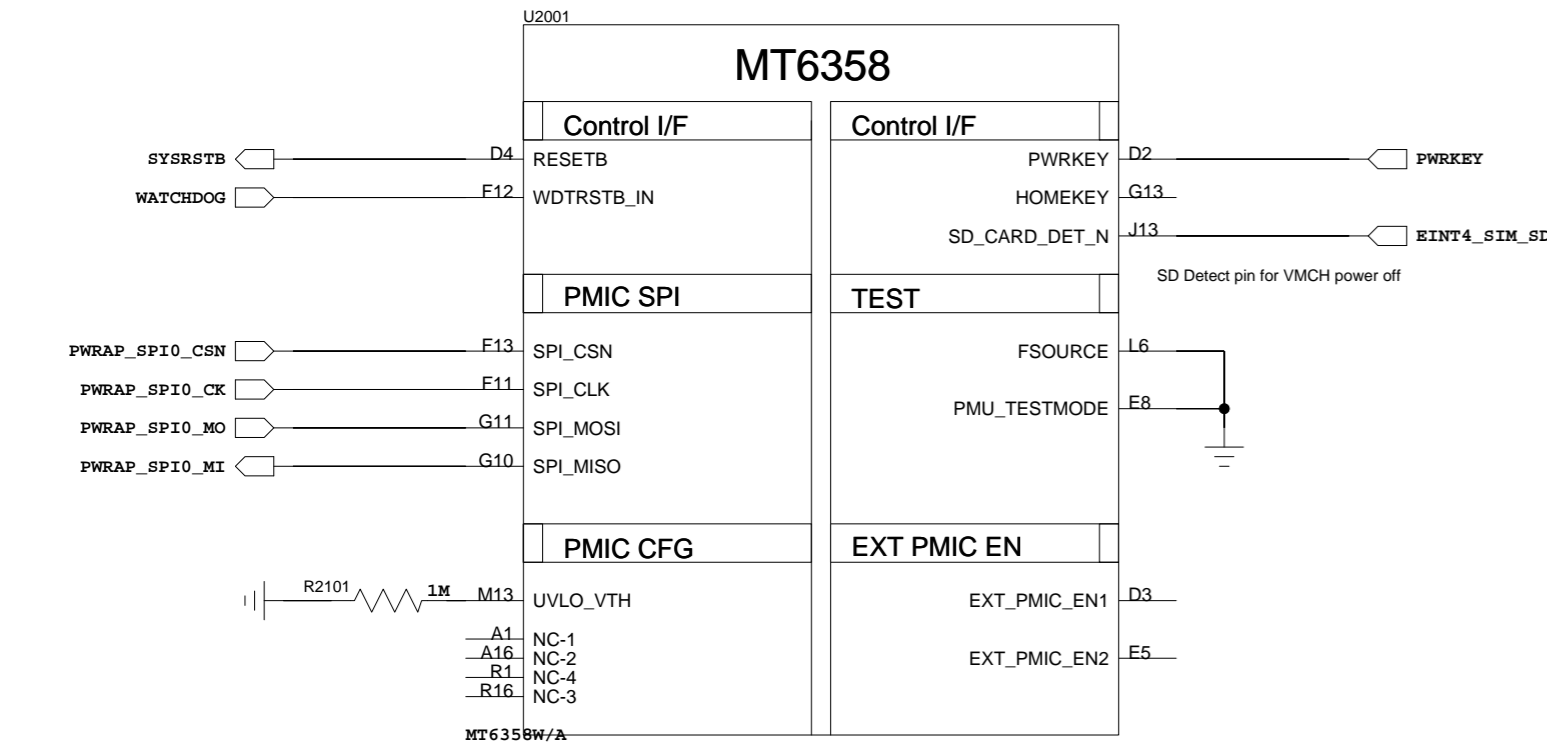 U2001
MT6358
Control I/F
Control I/F
SYSRSTB D4 RESETB
PWRKEY D2 PWRKEY
WATCHDOG F12 WDTRSTB_IN
HOMEKEY G13
SD_CARD_DET_N J13 EINT4_SIM_SD
SD Detect pin for VMCH power off
PMIC SPI
TEST
PWRAP_SPI0_CSN F13 SPI_CSN
FSOURCE L6
PWRAP_SPI0_CK F11 SPI_CLK
PMU_TESTMODE E8
PWRAP_SPI0_MO G11 SPI_MOSI
PWRAP_SPI0_MI G10 SPI_MISO
PMIC CFG
EXT PMIC EN
R2101 1M M13 UVLO_VTH
EXT_PMIC_EN1 D3
A1 NC-1
A16 NC-2
EXT_PMIC_EN2 E5
R1 NC-4
R16 NC-3
MT6358W/A